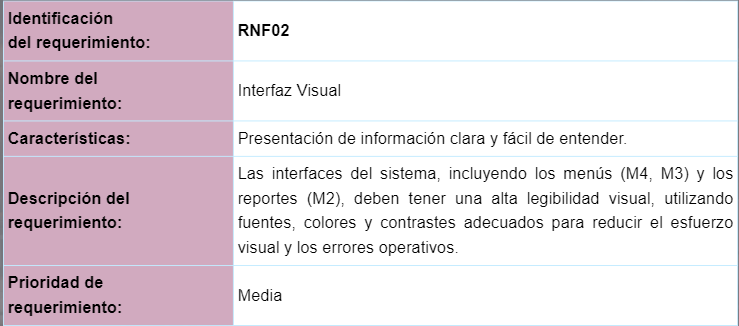 Identificación
del requerimiento:
RNF02
Nombre del
requerimiento:
Interfaz Visual
Características:
Presentación de información clara y fácil de entender.
Descripción del
requerimiento:
Las interfaces del sistema, incluyendo los menús (M4, M3) y los
reportes (M2), deben tener una alta legibilidad visual, utilizando
fuentes, colores y contrastes adecuados para reducir el esfuerzo
visual y los errores operativos.
Prioridad de
requerimiento:
Media